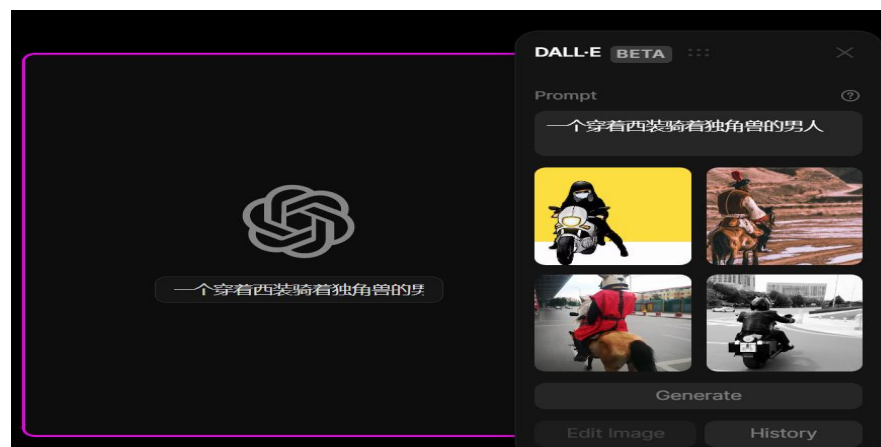 一个穿着西装骑着独角兽的男
DALL·E BETA
Prompt
一个穿着西装骑着独角兽的男人
Generate
Edit Image
History